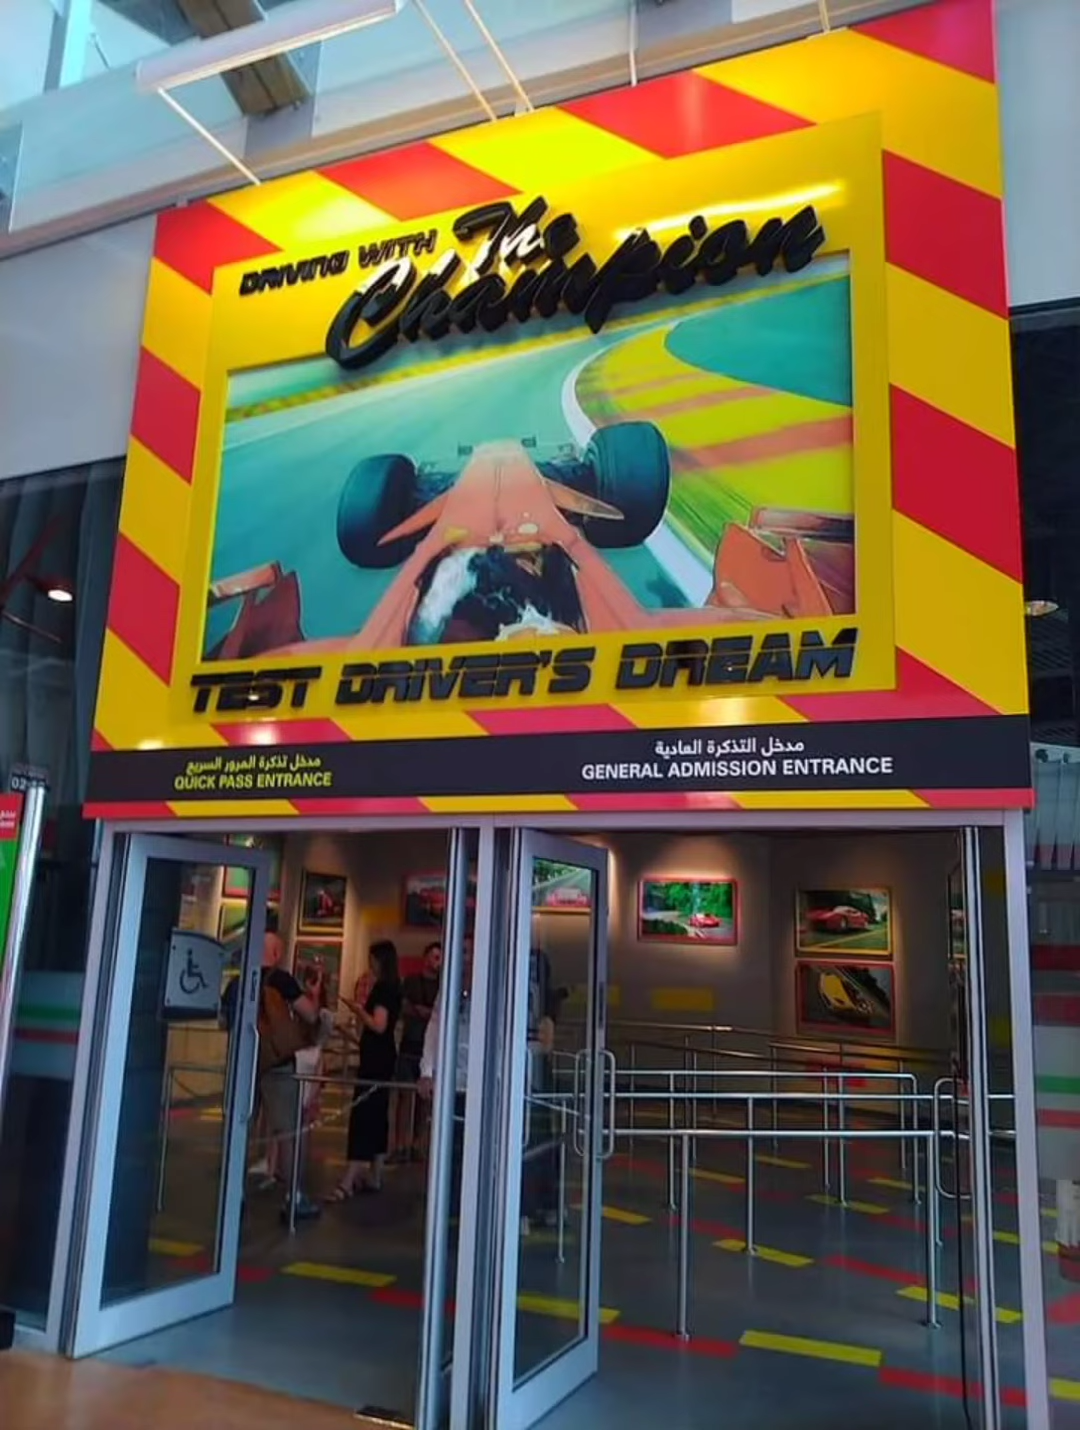 DRIVING WITH The
Champion
TEST DRIVER'S DREAM
مدخل تذكرة المرور السريع
QUICK PASS ENTRANCE
مدخل التذكرة العادية
GENERAL ADMISSION ENTRANCE